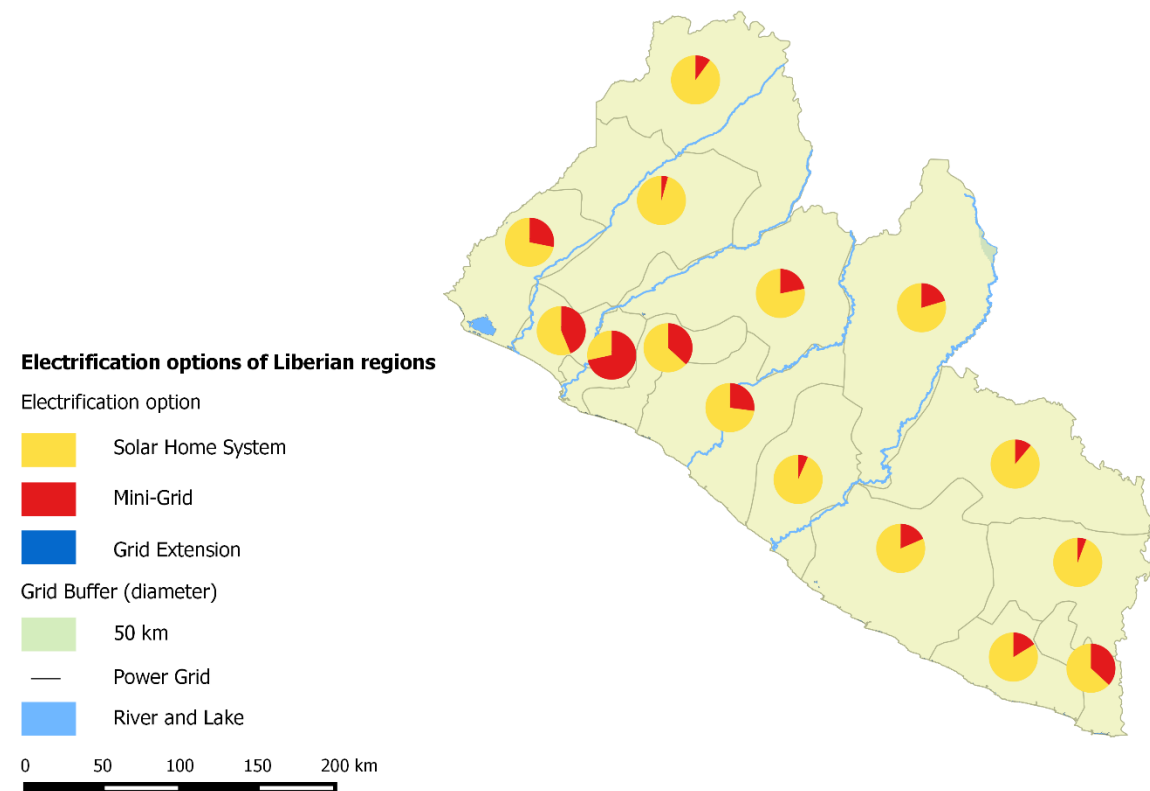 Electrification options of Liberian regions
Electrification option
Solar Home System
Mini-Grid
Grid Extension
Grid Buffer (diameter)
50 km
Power Grid
River and Lake
0 50 100 150 200 km